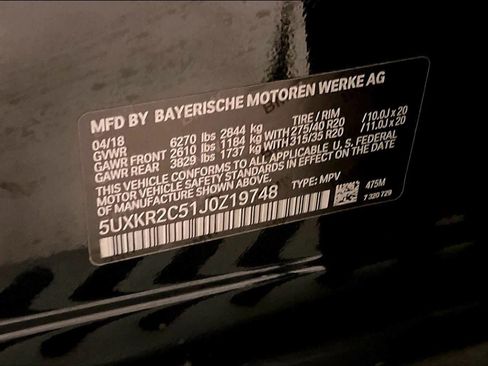 MFD BY BAYERISCHE MOTOREN WERKE AG
04/18 TIRE / RIM
GVWR 6270 lbs 2844 kg
GAWR FRONT 2610 lbs 1184 kg WITH 275/40 R20 / 10.0J x 20
GAWR REAR 3829 lbs 1737 kg WITH 315/35 R20 / 11.0J x 20
THIS VEHICLE CONFORMS TO ALL APPLICABLE U.S. FEDERAL
MOTOR VEHICLE SAFETY STANDARDS IN EFFECT ON THE DATE
OF MANUFACTURE SHOWN ABOVE.
5UXKR2C51J0Z19748 TYPE: MPV
475M
7 320 729